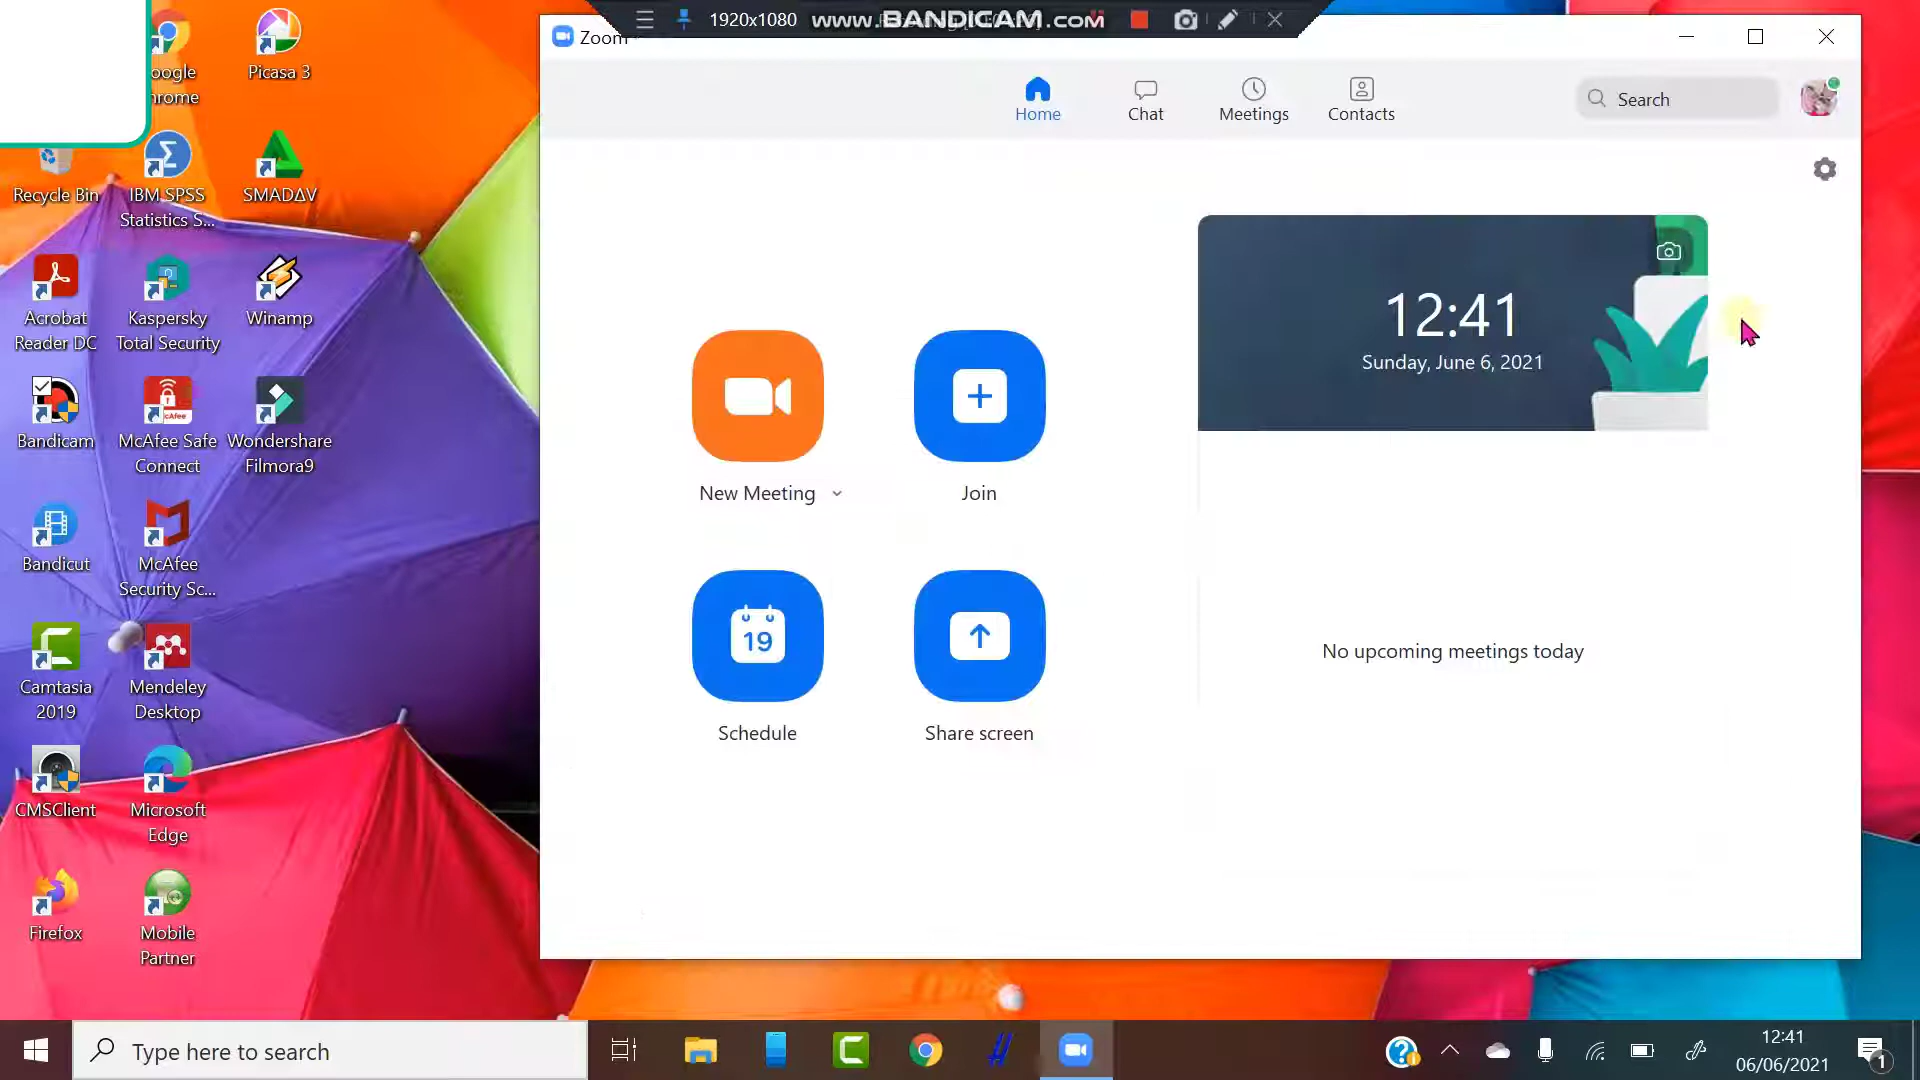 1920x1080
www.BANDICAM.com
Zoom
Home
Chat
Meetings
Contacts
Search
12:41
Sunday, June 6, 2021
New Meeting
Join
19
Schedule
Share screen
No upcoming meetings today
Picasa 3
Recycle Bin
IBM SPSS
Statistics S...
SMADΔV
Acrobat
Reader DC
Kaspersky
Total Security
Winamp
Bandicam
McAfee Safe
Connect
Wondershare
Filmora9
Bandicut
McAfee
Security Sc...
Camtasia
2019
Mendeley
Desktop
CMSClient
Microsoft
Edge
Firefox
Mobile
Partner
Type here to search
12:41
06/06/2021
1